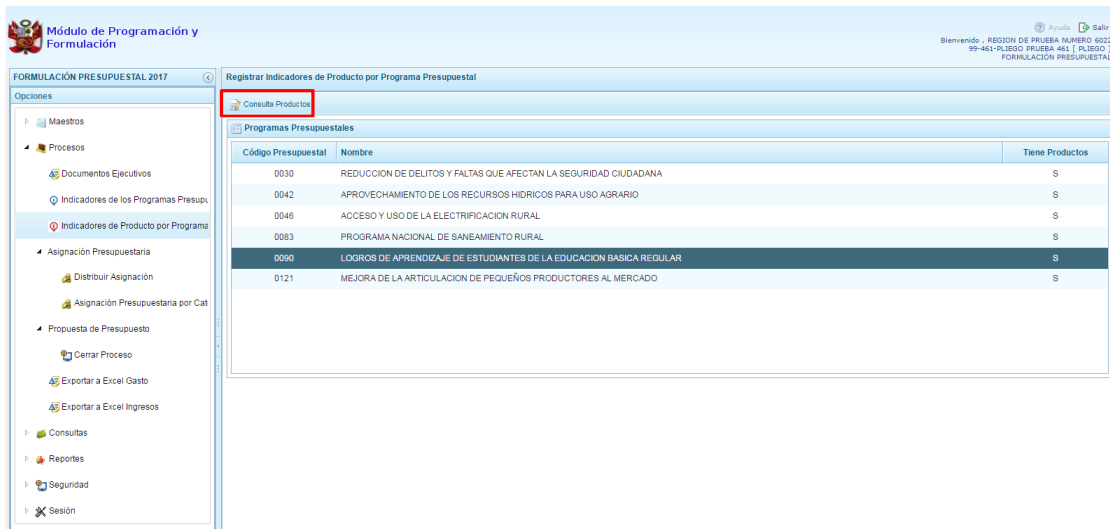 Módulo de Programación y
Formulación
Ayuda Salir
Bienvenido , REGION DE PRUEBA NUMERO 6022
99-461-PLIEGO PRUEBA 461 [ PLIEGO ]
FORMULACIÓN PRESUPUESTAL
FORMULACIÓN PRESUPUESTAL 2017
Opciones
Maestros
Procesos
Documentos Ejecutivos
Indicadores de los Programas Presupu
Indicadores de Producto por Programa
Asignación Presupuestaria
Distribuir Asignación
Asignación Presupuestaria por Cat
Propuesta de Presupuesto
Cerrar Proceso
Exportar a Excel Gasto
Exportar a Excel Ingresos
Consultas
Reportes
Seguridad
Sesión
Registrar Indicadores de Producto por Programa Presupuestal
Consulta Productos
Programas Presupuestales
Código Presupuestal Nombre Tiene Productos
0030 REDUCCION DE DELITOS Y FALTAS QUE AFECTAN LA SEGURIDAD CIUDADANA S
0042 APROVECHAMIENTO DE LOS RECURSOS HIDRICOS PARA USO AGRARIO S
0046 ACCESO Y USO DE LA ELECTRIFICACION RURAL S
0083 PROGRAMA NACIONAL DE SANEAMIENTO RURAL S
0090 LOGROS DE APRENDIZAJE DE ESTUDIANTES DE LA EDUCACION BASICA REGULAR S
0121 MEJORA DE LA ARTICULACION DE PEQUEÑOS PRODUCTORES AL MERCADO S